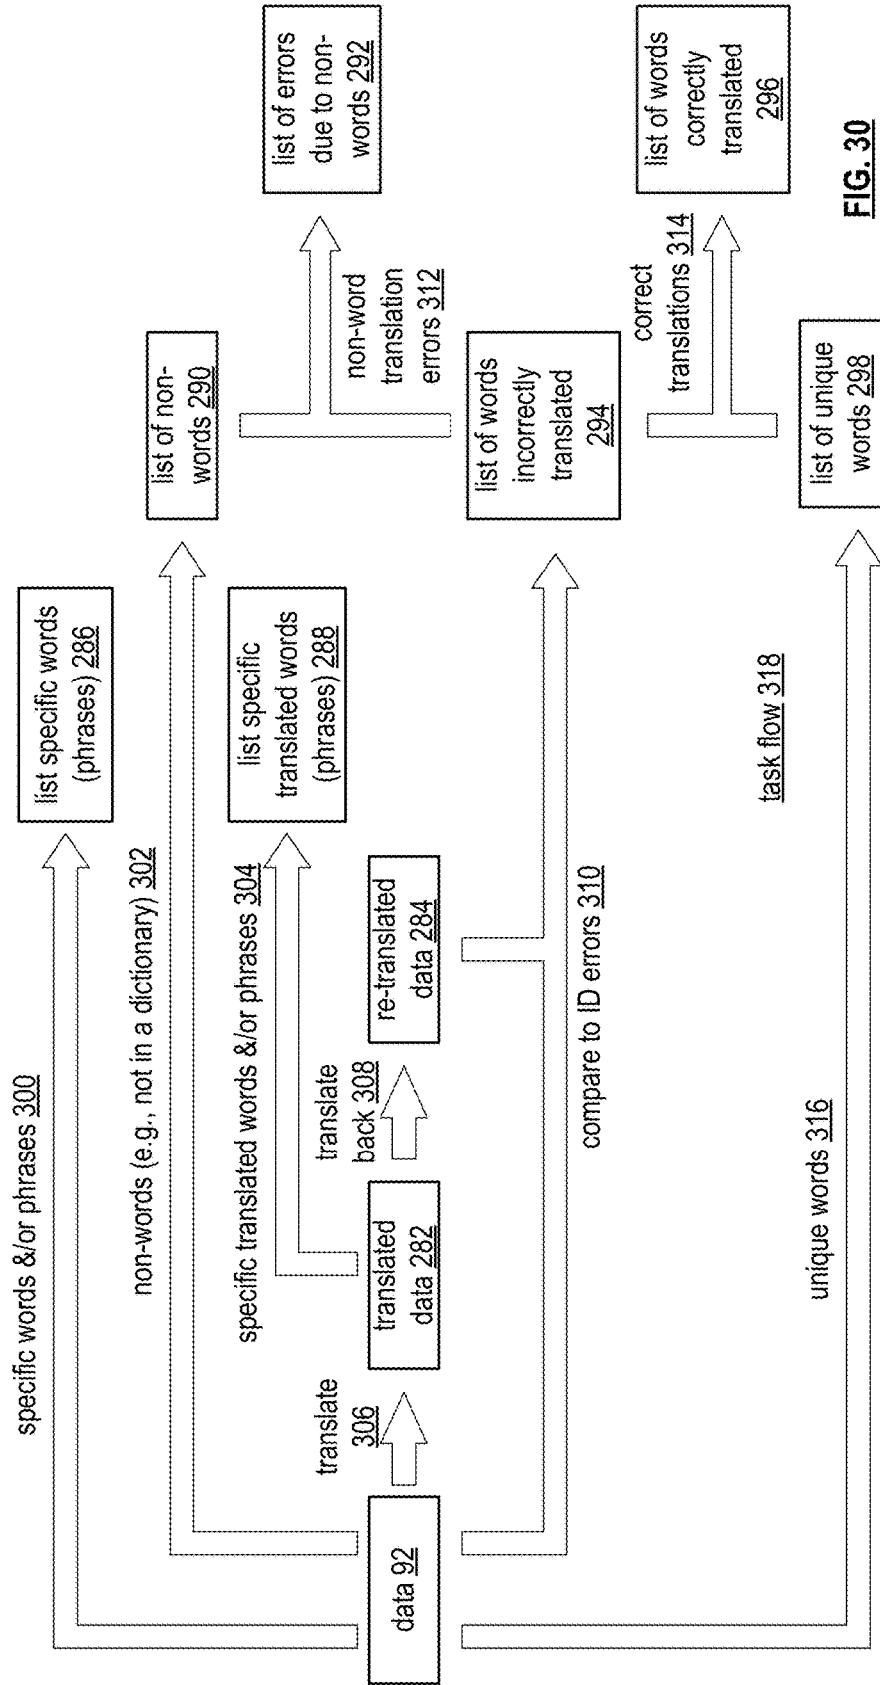 specific words &/or phrases 300
list specific words
(phrases) 286
non-words (e.g., not in a dictionary) 302
list of non-
words 290
list of errors
due to non-
words 292
specific translated words &/or phrases 304
list specific
translated words
(phrases) 288
non-word
translation
errors 312
data 92
translate
306
translated
data 282
translate
back 308
re-translated
data 284
compare to ID errors 310
list of words
incorrectly
translated
294
correct
translations 314
list of words
correctly
translated
296
unique words 316
task flow 318
list of unique
words 298
FIG. 30